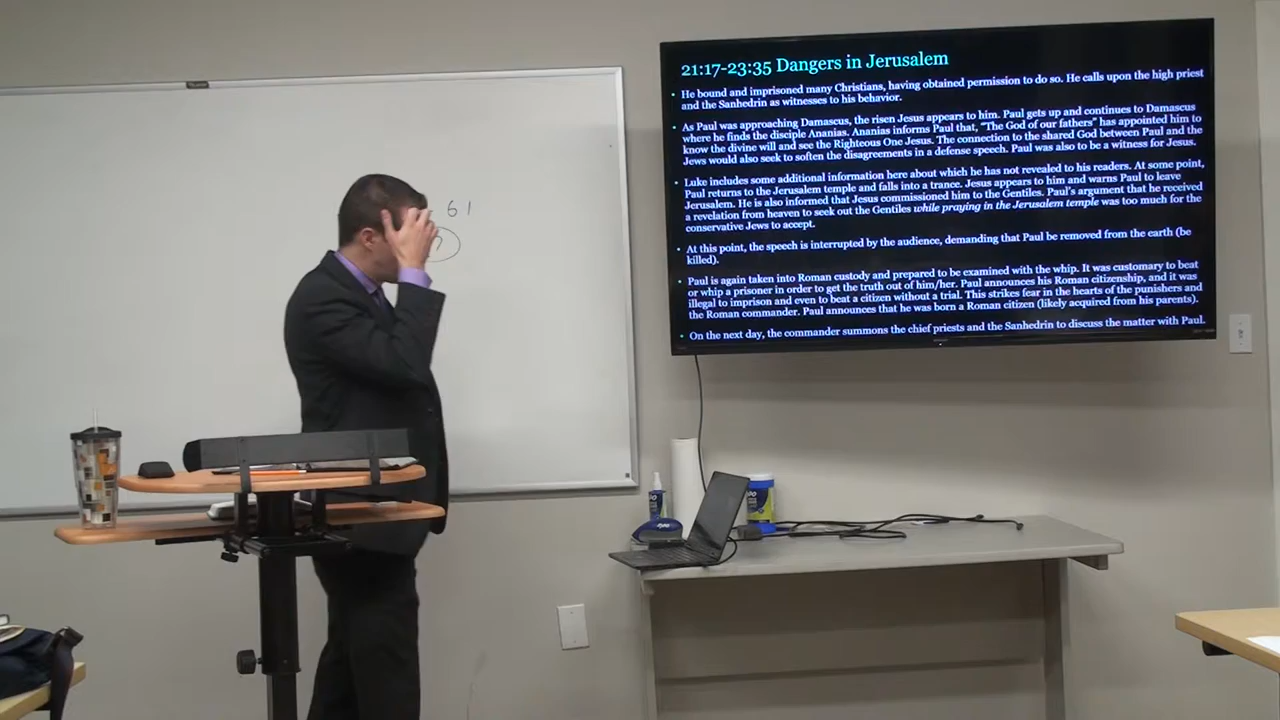 61
21:17-23:35 Dangers in Jerusalem
• He bound and imprisoned many Christians, having obtained permission to do so. He calls upon the high priest
and the Sanhedrin as witnesses to his behavior.
• As Paul was approaching Damascus, the risen Jesus appears to him. Paul gets up and continues to Damascus
where he finds the disciple Ananias. Ananias informs Paul that, “The God of our fathers” has appointed him to
know the divine will and see the Righteous One Jesus. The connection to the shared God between Paul and the
Jews would also seek to soften the disagreements in a defense speech. Paul was also to be a witness for Jesus.
• Luke includes some additional information here about which he has not revealed to his readers. At some point,
Paul returns to the Jerusalem temple and falls into a trance. Jesus appears to him and warns Paul to leave
Jerusalem. He is also informed that Jesus commissioned him to the Gentiles. Paul's argument that he received
a revelation from heaven to seek out the Gentiles while praying in the Jerusalem temple was too much for the
conservative Jews to accept.
• At this point, the speech is interrupted by the audience, demanding that Paul be removed from the earth (be
killed).
• Paul is again taken into Roman custody and prepared to be examined with the whip. It was customary to beat
or whip a prisoner in order to get the truth out of him/her. Paul announces his Roman citizenship, and it was
illegal to imprison and even to beat a citizen without a trial. This strikes fear in the hearts of the punishers and
the Roman commander. Paul announces that he was born a Roman citizen (likely acquired from his parents).
• On the next day, the commander summons the chief priests and the Sanhedrin to discuss the matter with Paul.